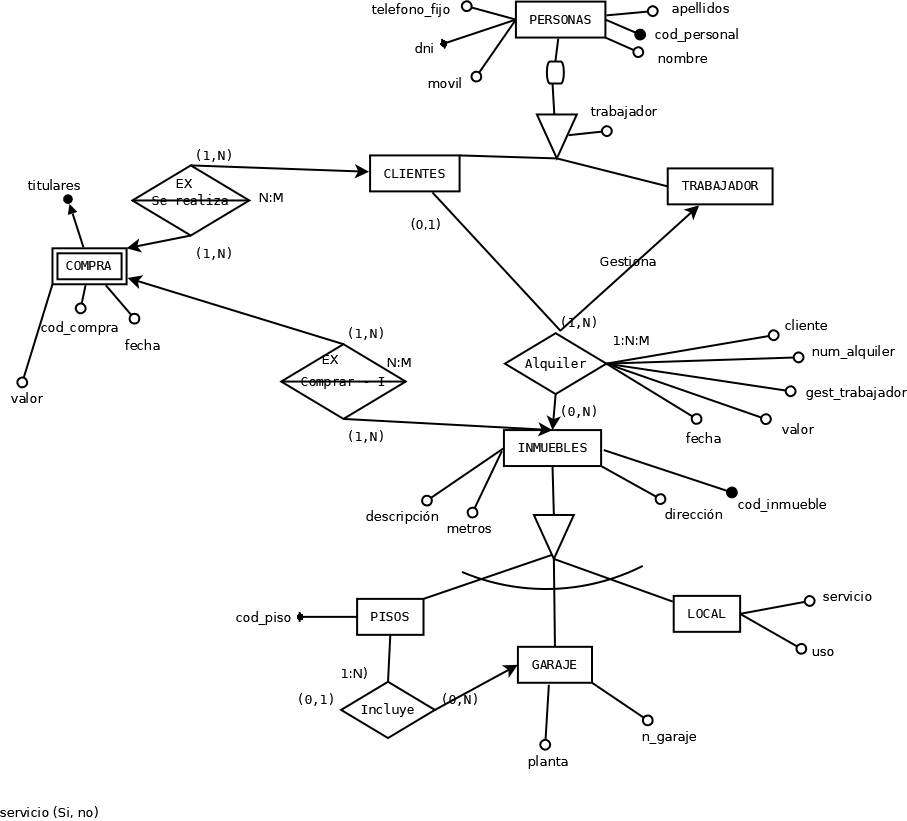 telefono_fijo
PERSONAS
apellidos
cod_personal
dni
nombre
movil
trabajador
(1,N)
CLIENTES
EX
N:M
Se realiza
TRABAJADOR
titulares
(0,1)
(1,N)
Gestiona
COMPRA
cod_compra
fecha
(1,N)
(1,N)
cliente
1:N:M
num_alquiler
EX
N:M
Comprar - I
Alquiler
gest_trabajador
valor
(0,N)
valor
fecha
(1,N)
INMUEBLES
descripción
metros
dirección
cod_inmueble
cod_piso
PISOS
LOCAL
servicio
uso
GARAJE
1:N)
(0,1)
Incluye
(0,N)
n_garaje
planta
servicio (Si, no)